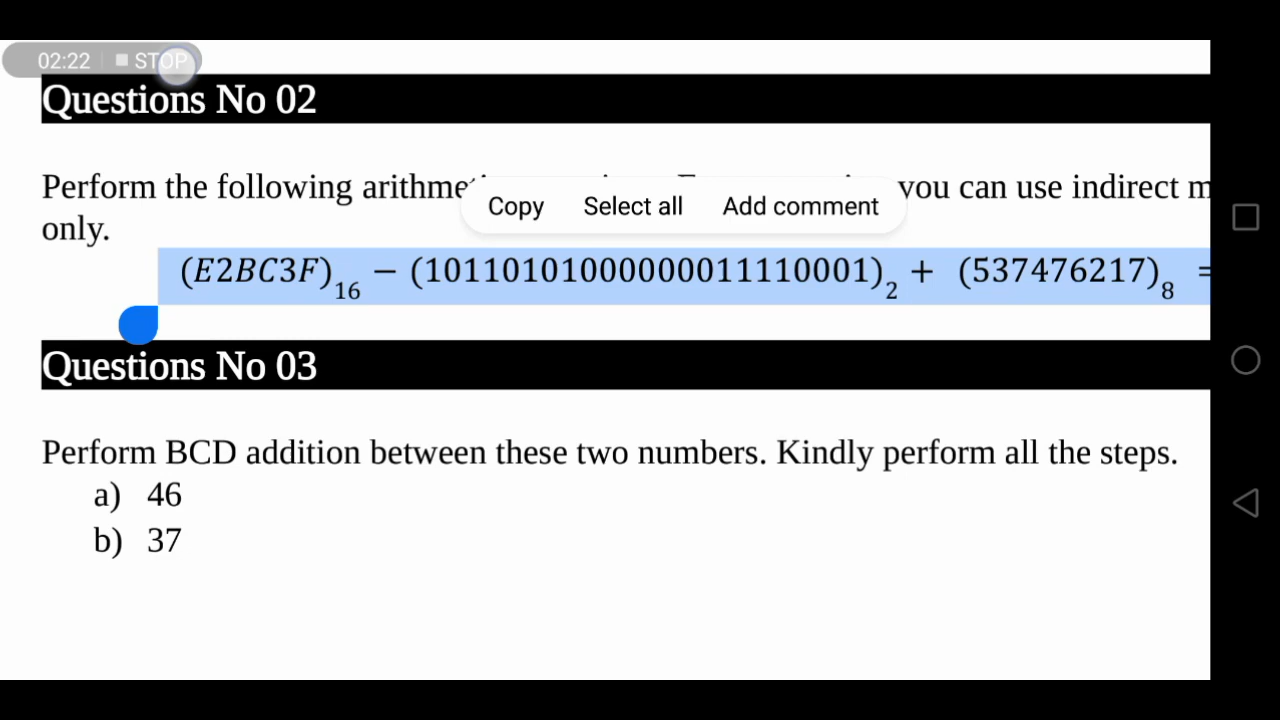 02:22 STOP
Questions No 02
Perform the following you can use indirect
only.
Copy Select all Add comment
(E2BC3F)16 − (10110101000000011110001)2 + (537476217)8 =
Questions No 03
Perform BCD addition between these two numbers. Kindly perform all the steps.
a) 46
b) 37